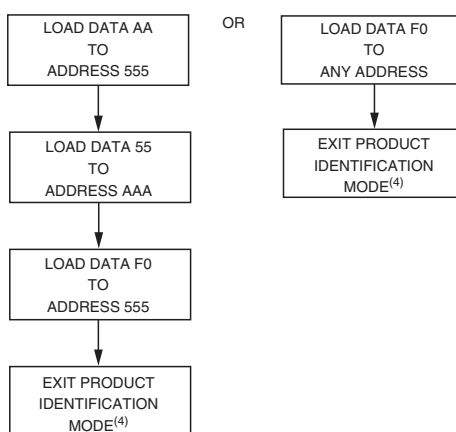 LOAD DATA AA
TO
ADDRESS 555
LOAD DATA 55
TO
ADDRESS AAA
LOAD DATA F0
TO
ADDRESS 555
EXIT PRODUCT
IDENTIFICATION
MODE(4)
OR
LOAD DATA F0
TO
ANY ADDRESS
EXIT PRODUCT
IDENTIFICATION
MODE(4)